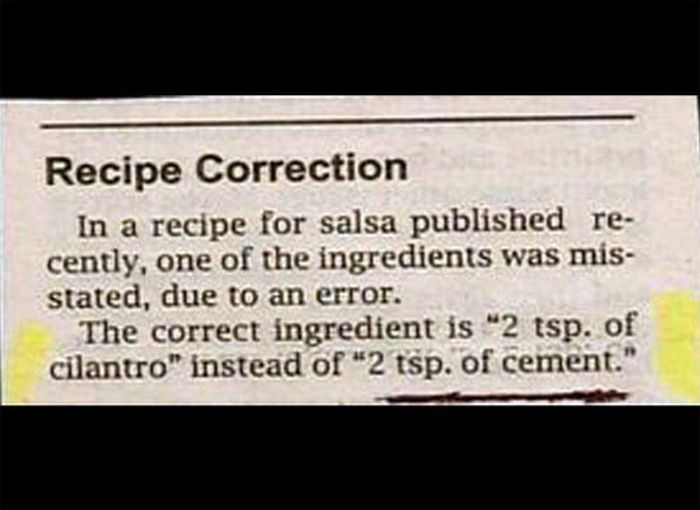 Recipe Correction
In a recipe for salsa published re-
cently, one of the ingredients was mis-
stated, due to an error.
The correct ingredient is "2 tsp. of
cilantro" instead of "2 tsp. of cement."